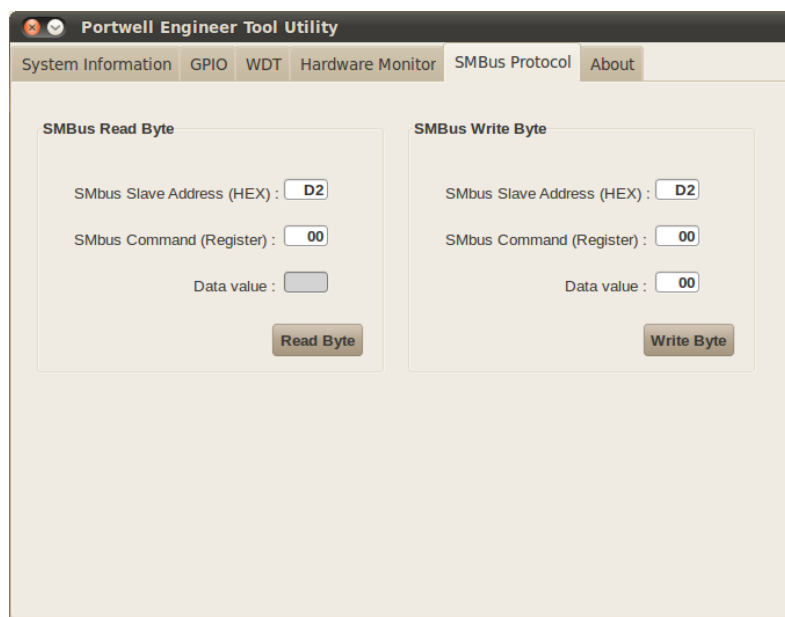 Portwell Engineer Tool Utility
System Information GPIO WDT Hardware Monitor SMBus Protocol About
SMBus Read Byte
SMbus Slave Address (HEX) : D2
SMbus Command (Register) : 00
Data value :
Read Byte
SMBus Write Byte
SMbus Slave Address (HEX) : D2
SMbus Command (Register) : 00
Data value : 00
Write Byte